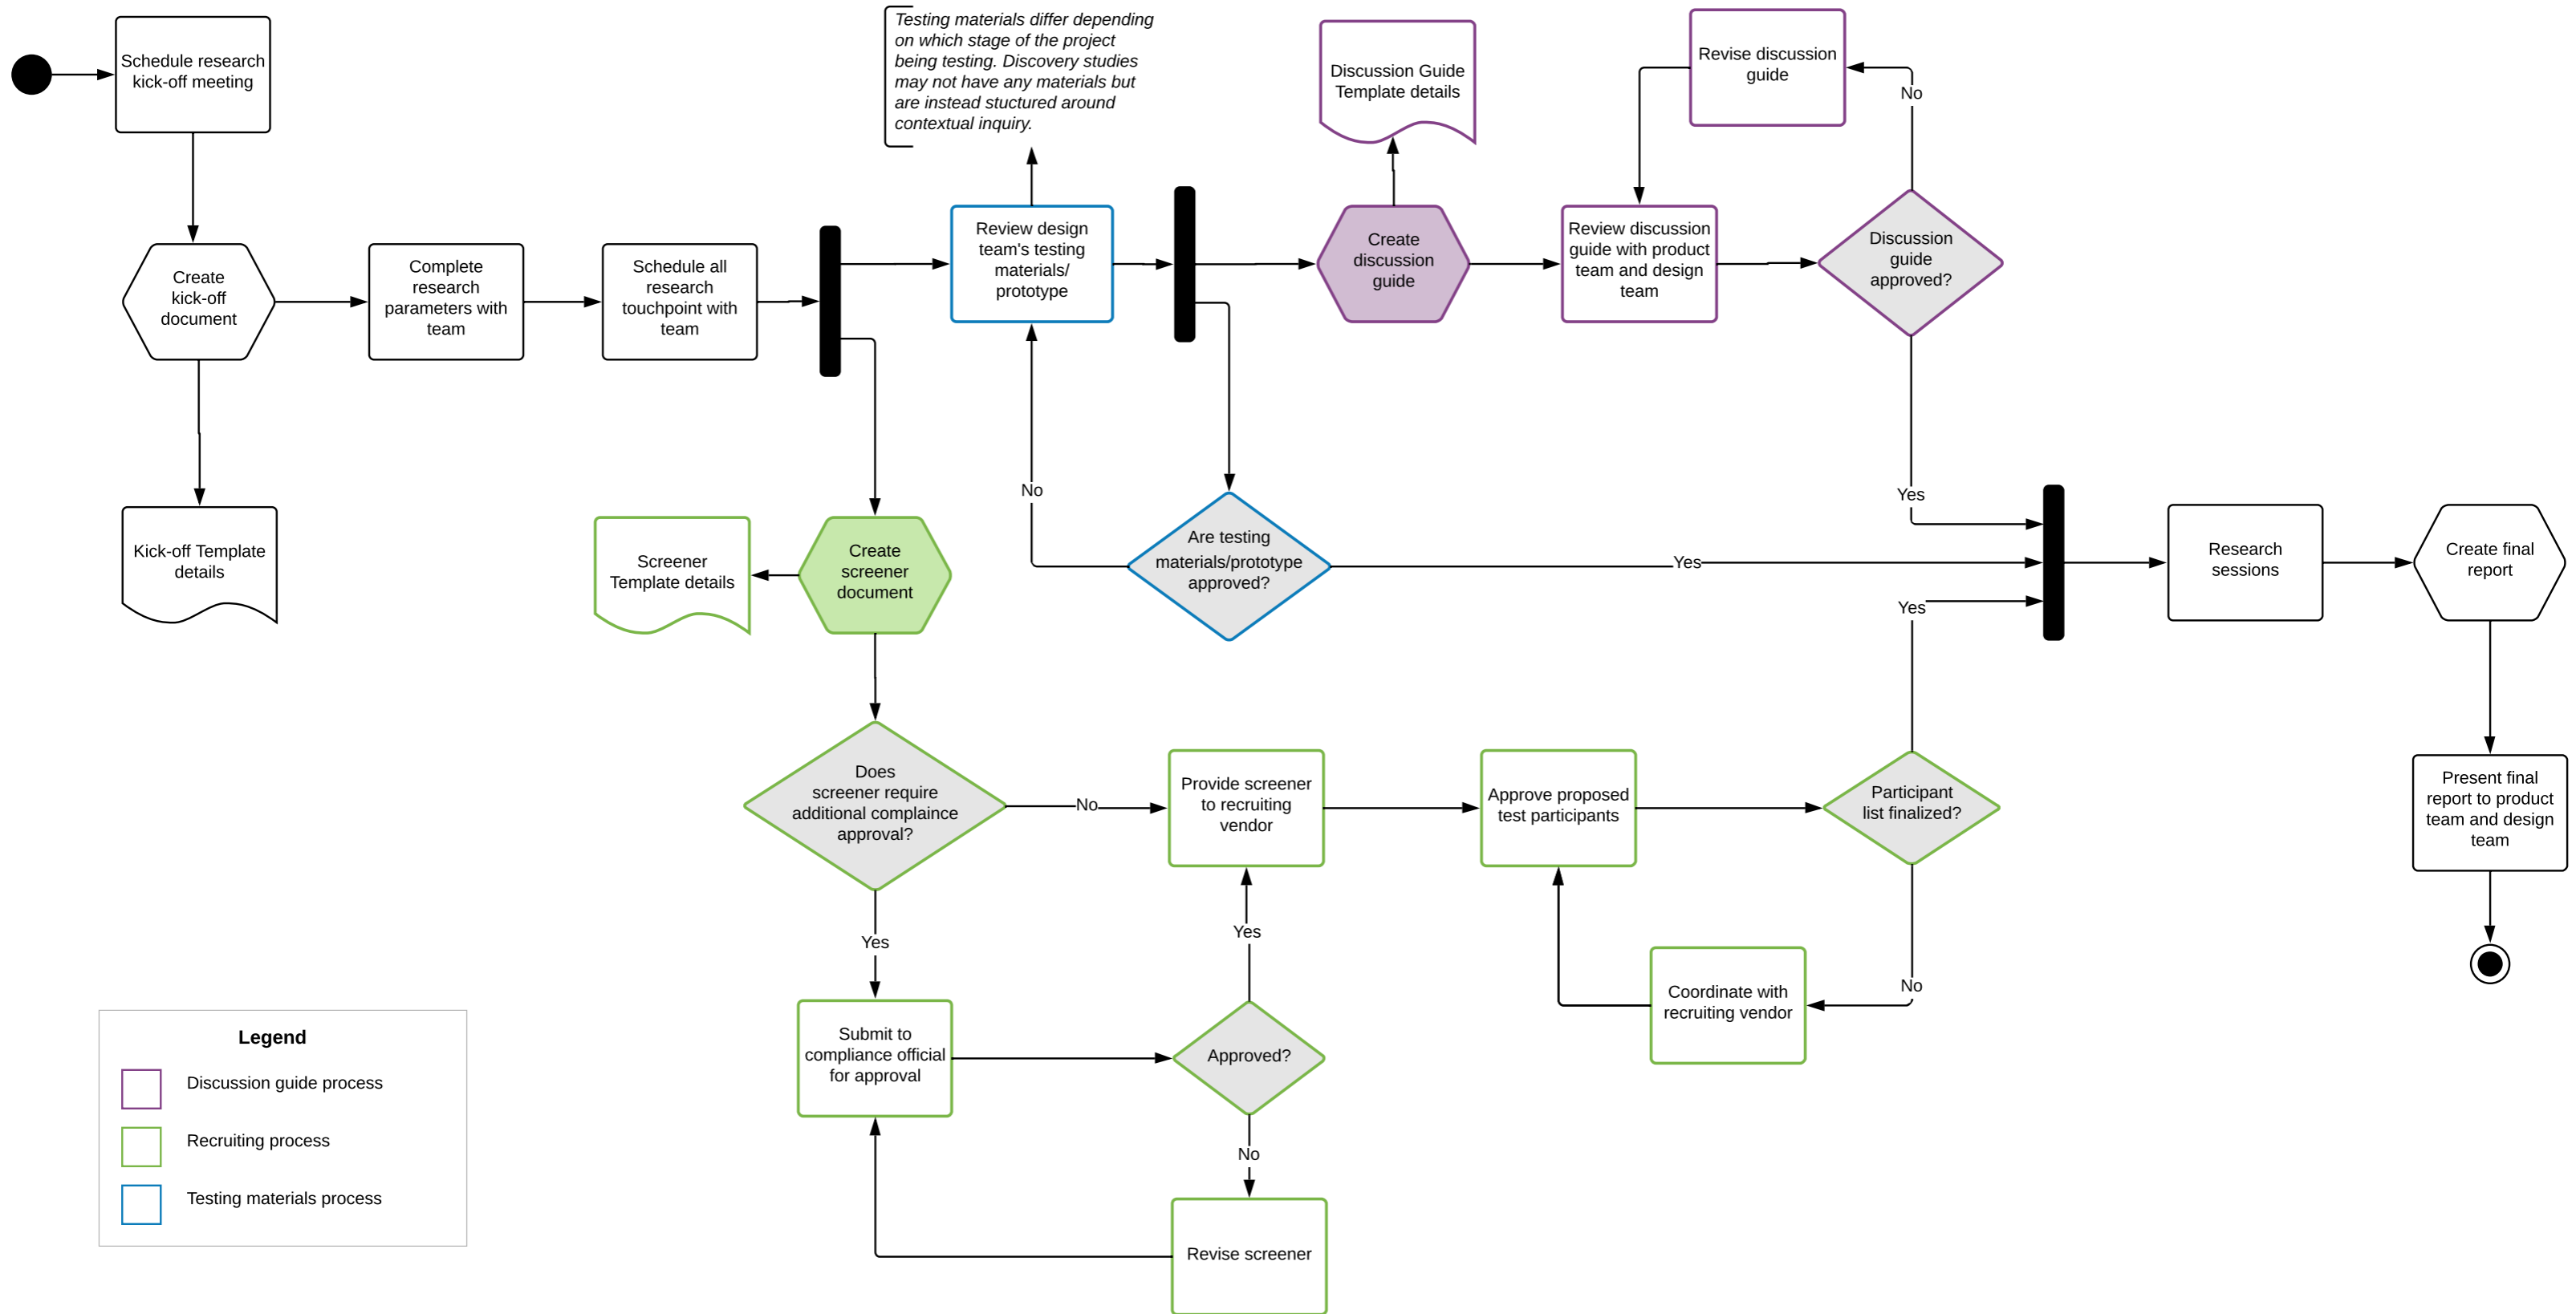 Schedule research
kick-off meeting
Testing materials differ depending
on which stage of the project
being testing. Discovery studies
may not have any materials but
are instead stuctured around
contextual inquiry.
Discussion Guide
Template details
Revise discussion
guide
No
Create
kick-off
document
Complete
research
parameters with
team
Schedule all
research
touchpoint with
team
Review design
team's testing
materials/
prototype
Create
discussion
guide
Review discussion
guide with product
team and design
team
Discussion
guide
approved?
Kick-off Template
details
Screener
Template details
Create
screener
document
No
Are testing
materials/prototype
approved?
Yes
Yes
Yes
Research
sessions
Create final
report
Does
screener require
additional complaince
approval?
No
Provide screener
to recruiting
vendor
Approve proposed
test participants
Participant
list finalized?
Present final
report to product
team and design
team
Yes
Yes
No
Coordinate with
recruiting vendor
Submit to
compliance official
for approval
Approved?
No
Revise screener
Legend
Discussion guide process
Recruiting process
Testing materials process